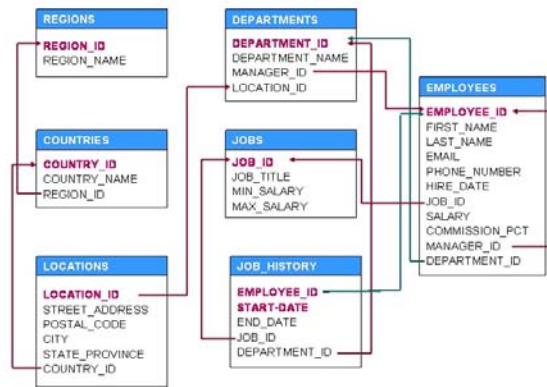 REGIONS
REGION_ID
REGION_NAME
COUNTRIES
COUNTRY_ID
COUNTRY_NAME
REGION_ID
LOCATIONS
LOCATION_ID
STREET_ADDRESS
POSTAL_CODE
CITY
STATE_PROVINCE
COUNTRY_ID
DEPARTMENTS
DEPARTMENT_ID
DEPARTMENT_NAME
MANAGER_ID
LOCATION_ID
JOBS
JOB_ID
JOB_TITLE
MIN_SALARY
MAX_SALARY
JOB_HISTORY
EMPLOYEE_ID
START-DATE
END_DATE
JOB_ID
DEPARTMENT_ID
EMPLOYEES
EMPLOYEE_ID
FIRST_NAME
LAST_NAME
EMAIL
PHONE_NUMBER
HIRE_DATE
JOB_ID
SALARY
COMMISSION_PCT
MANAGER_ID
DEPARTMENT_ID